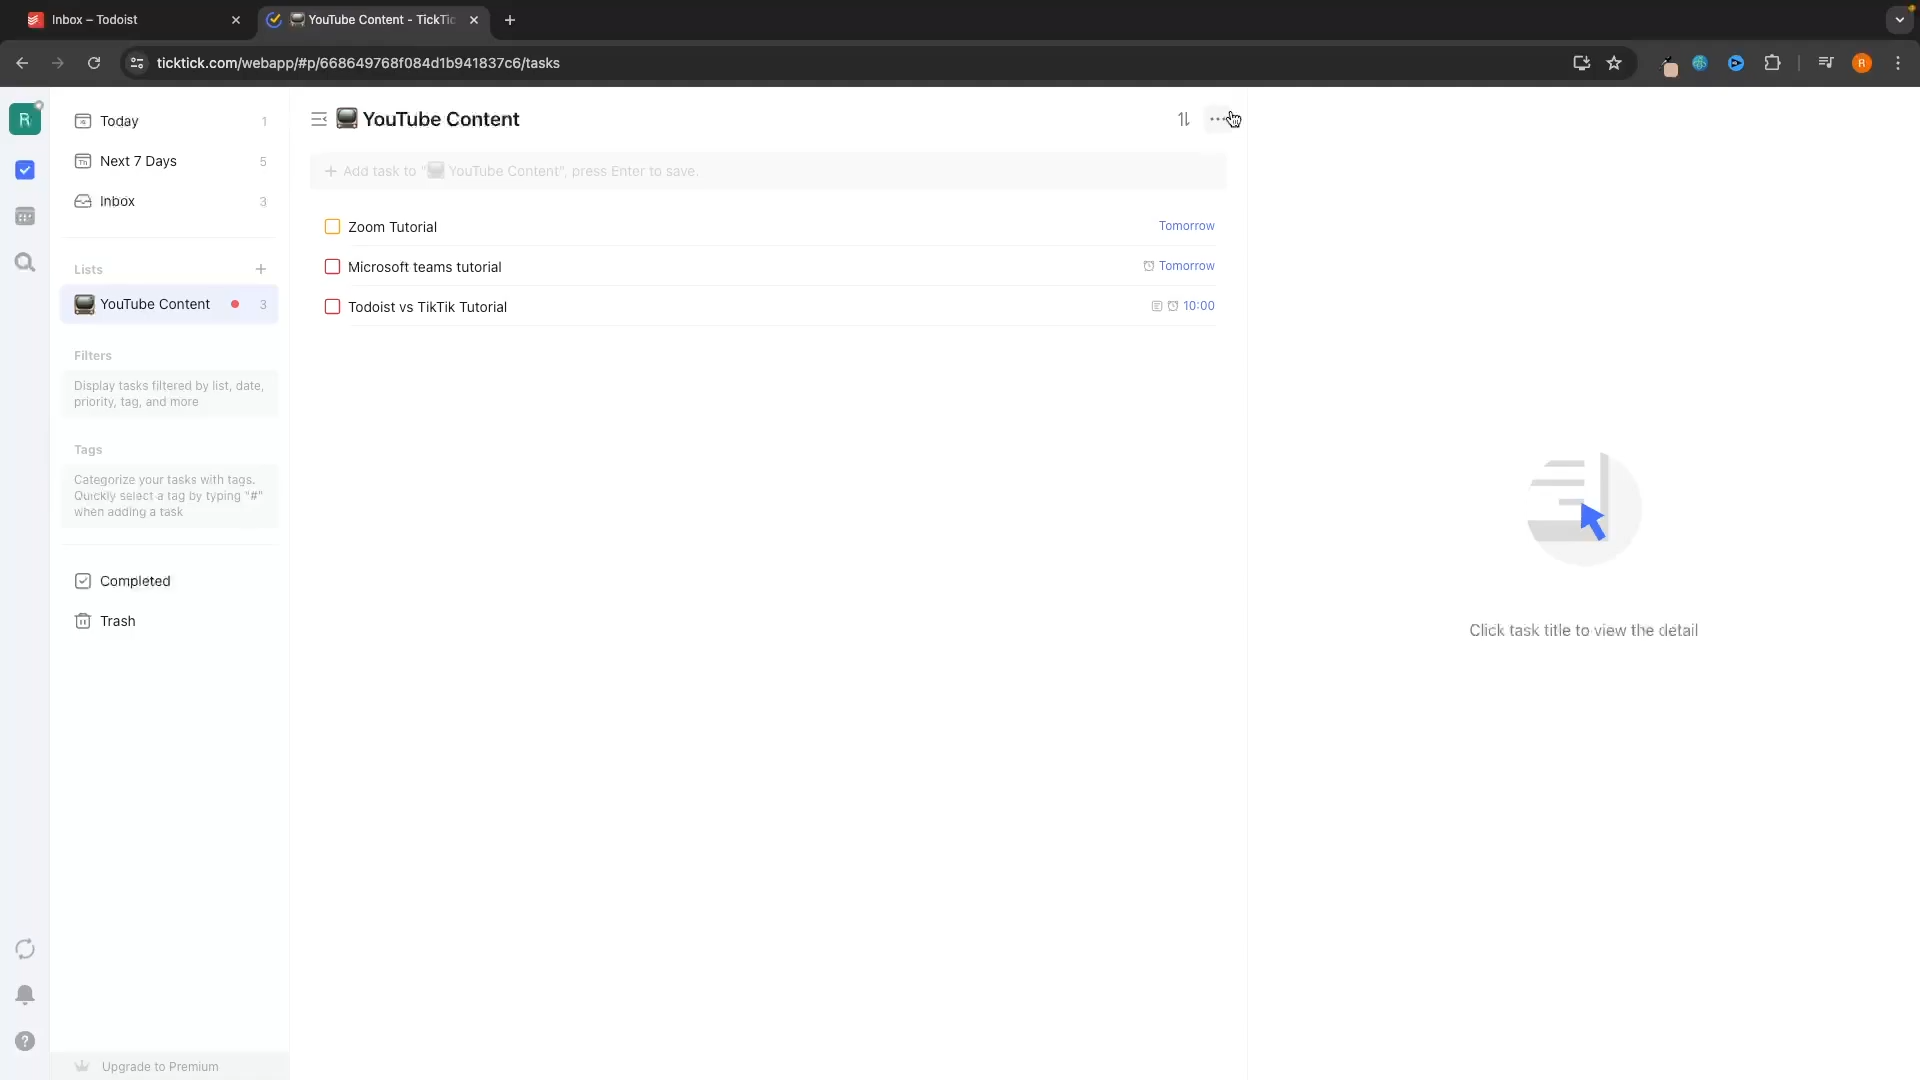 Inbox – Todoist
YouTube Content - TickTic
ticktick.com/webapp/#p/668649768f084d1b941837c6/tasks
R
R
Today 1
Next 7 Days 5
Inbox 3
Lists
YouTube Content 3
Filters
Display tasks filtered by list, date,
priority, tag, and more
Tags
Categorize your tasks with tags.
Quickly select a tag by typing "#"
when adding a task
Completed
Trash
Upgrade to Premium
YouTube Content
+ Add task to "📺 YouTube Content", press Enter to save.
Zoom Tutorial Tomorrow
Microsoft teams tutorial Tomorrow
Todoist vs TikTik Tutorial 10:00
Click task title to view the detail